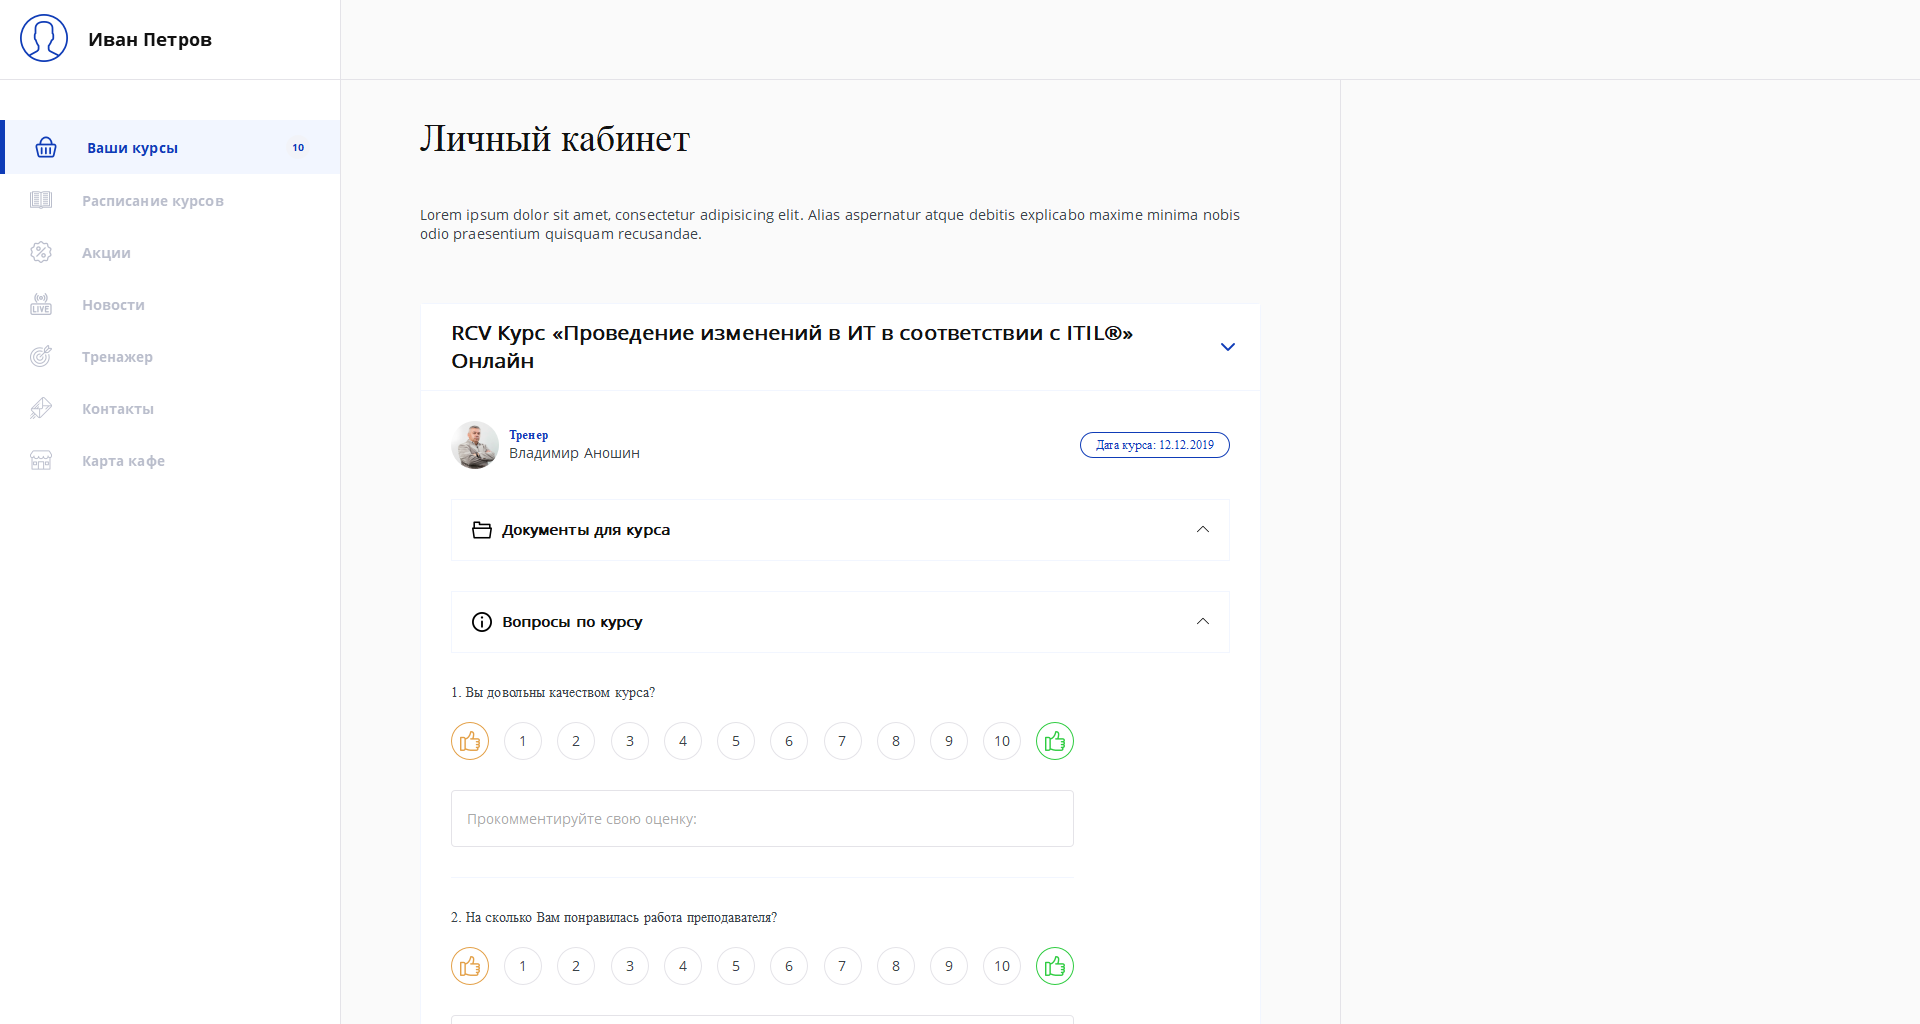 Иван Петров
Ваши курсы 10
Расписание курсов
Акции
LIVE Новости
Тренажер
Контакты
Карта кафе
Личный кабинет
Lorem ipsum dolor sit amet, consectetur adipisicing elit. Alias aspernatur atque debitis explicabo maxime minima nobis
odio praesentium quisquam recusandae.
RCV Курс «Проведение изменений в ИТ в соответствии с ITIL®»
Онлайн
Тренер
Владимир Аношин
Дата курса: 12.12.2019
Документы для курса
Вопросы по курсу
1. Вы довольны качеством курса?
1 2 3 4 5 6 7 8 9 10
Прокомментируйте свою оценку:
2. На сколько Вам понравилась работа преподавателя?
1 2 3 4 5 6 7 8 9 10